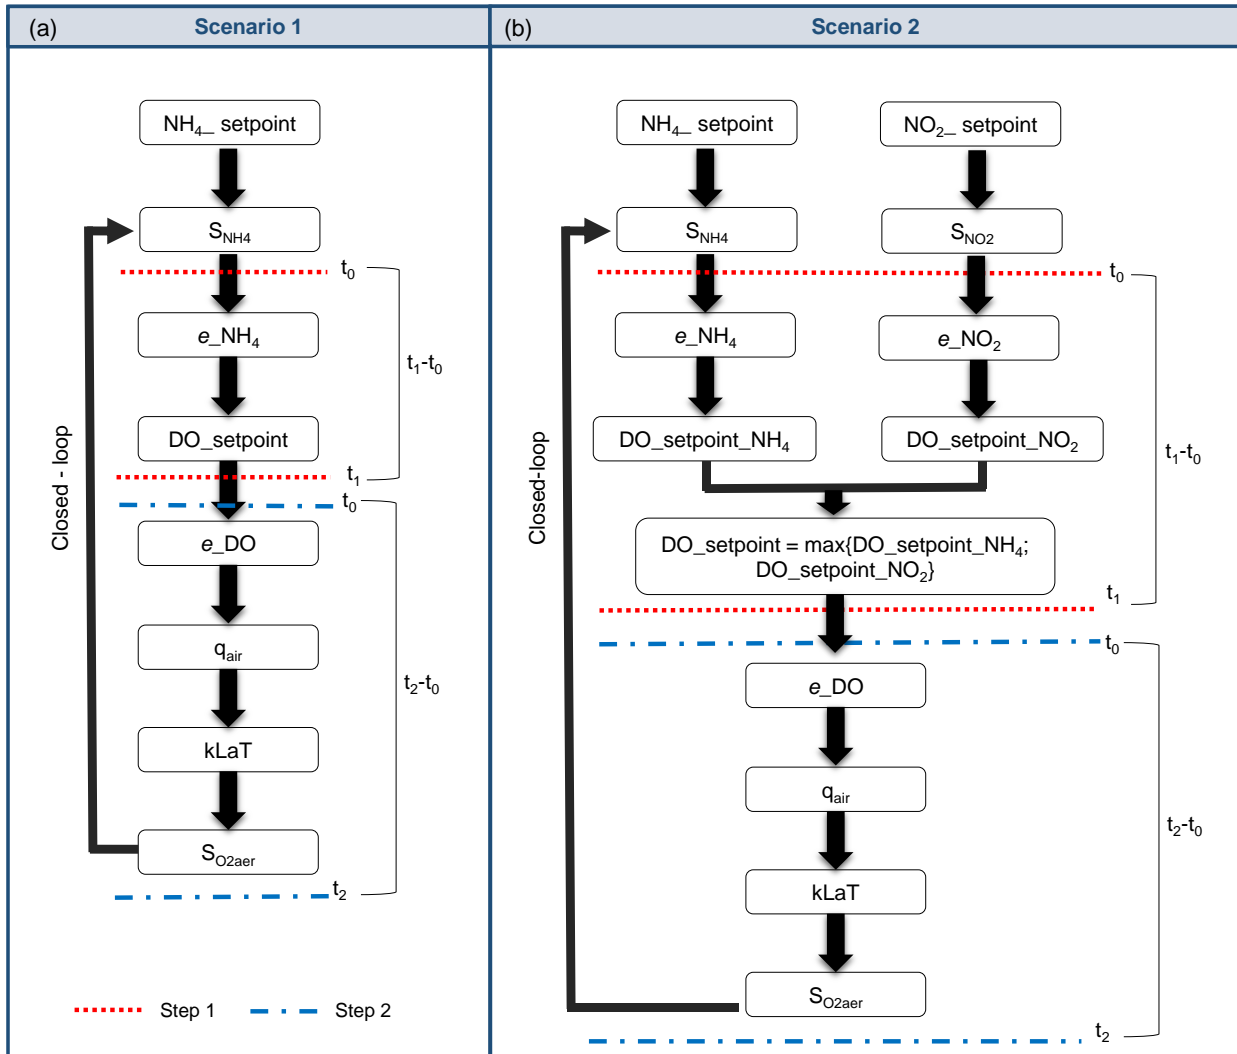 (a) Scenario 1
NH4_ setpoint
SNH4
t0
e_NH4
t1-t0
DO_setpoint
t1
t0
e_DO
qair
t2-t0
kLaT
SO2aer
t2
Closed - loop
Step 1
Step 2
(b) Scenario 2
NH4_ setpoint
NO2_ setpoint
SNH4
SNO2
t0
e_NH4
e_NO2
DO_setpoint_NH4
DO_setpoint_NO2
t1-t0
DO_setpoint = max{DO_setpoint_NH4;
DO_setpoint_NO2}
t1
t0
e_DO
qair
t2-t0
kLaT
SO2aer
t2
Closed-loop